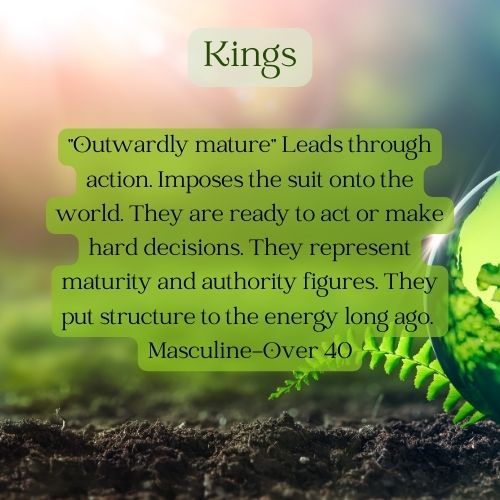 Kings
"Outwardly mature" Leads through
action. Imposes the suit onto the
world. They are ready to act or make
hard decisions. They represent
maturity and authority figures. They
put structure to the energy long ago.
Masculine-Over 40